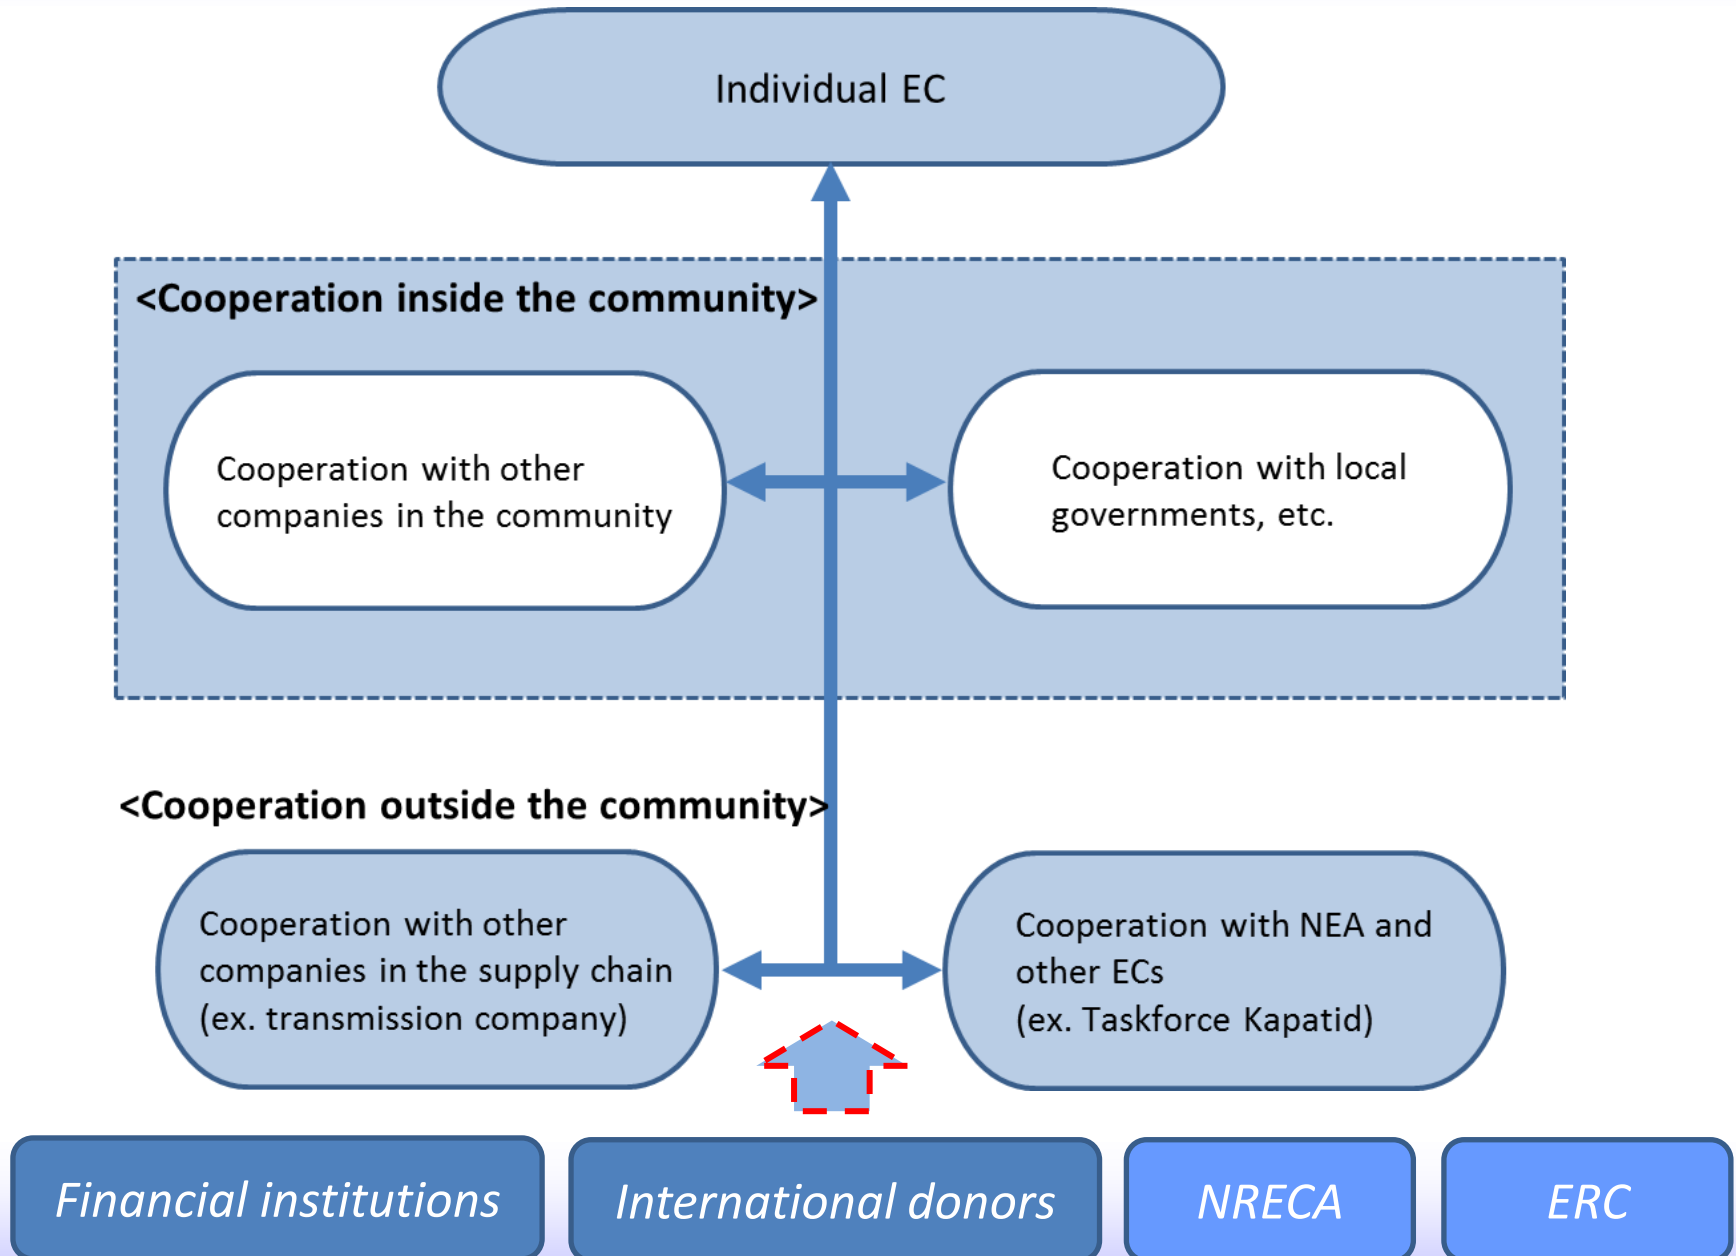 Individual EC
<Cooperation inside the community>
Cooperation with other
companies in the community
Cooperation with local
governments, etc.
<Cooperation outside the community>
Cooperation with other
companies in the supply chain
(ex. transmission company)
Cooperation with NEA and
other ECs
(ex. Taskforce Kapatid)
Financial institutions
International donors
NRECA
ERC